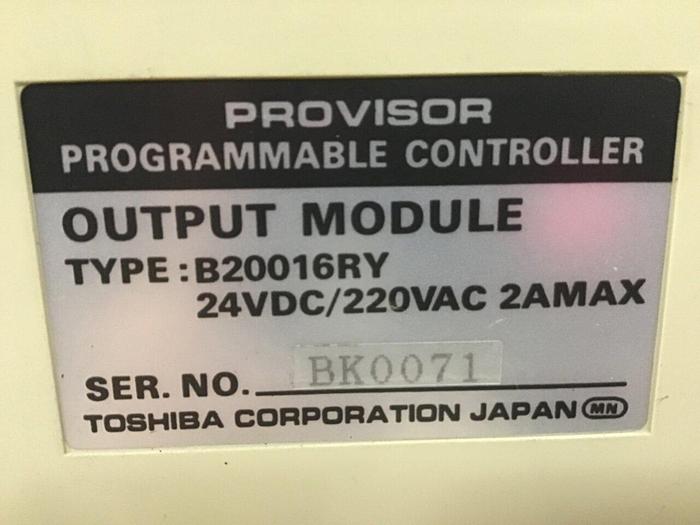 PROVISOR
PROGRAMMABLE CONTROLLER
OUTPUT MODULE
TYPE : B20016RY
24VDC/220VAC 2AMAX
SER. NO. BK0071
TOSHIBA CORPORATION JAPAN MN